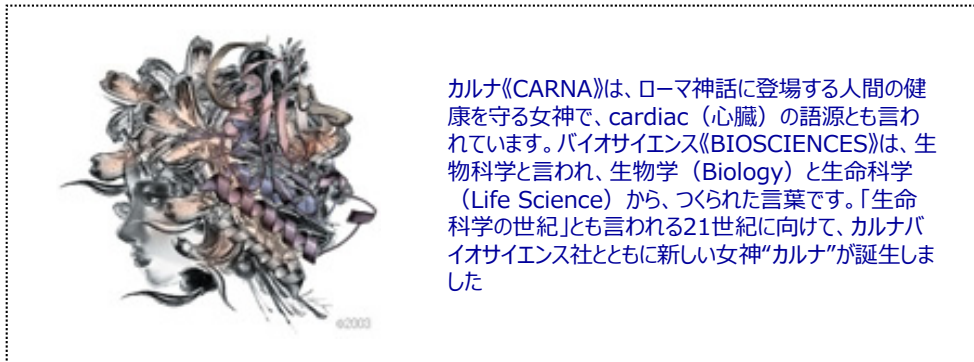 カルナ《CARNA》は、ローマ神話に登場する人間の健
康を守る女神で、cardiac（心臓）の語源とも言わ
れています。バイオサイエンス《BIOSCIENCES》は、生
物科学と言われ、生物学（Biology）と生命科学
（Life Science）から、つくられた言葉です。「生命
科学の世紀」とも言われる21世紀に向けて、カルナバ
イオサイエンス社とともに新しい女神“カルナ”が誕生しま
した
©2003